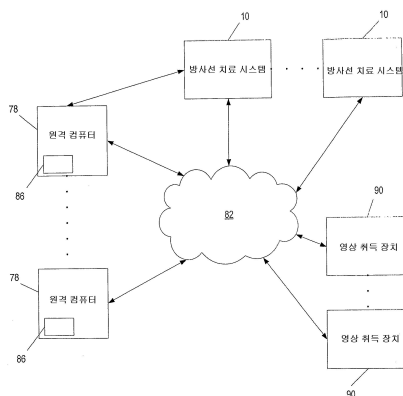 10
10
방사선 치료 시스템
방사선 치료 시스템
78
원격 컴퓨터
86
82
90
영상 취득 장치
78
원격 컴퓨터
영상 취득 장치
86
90